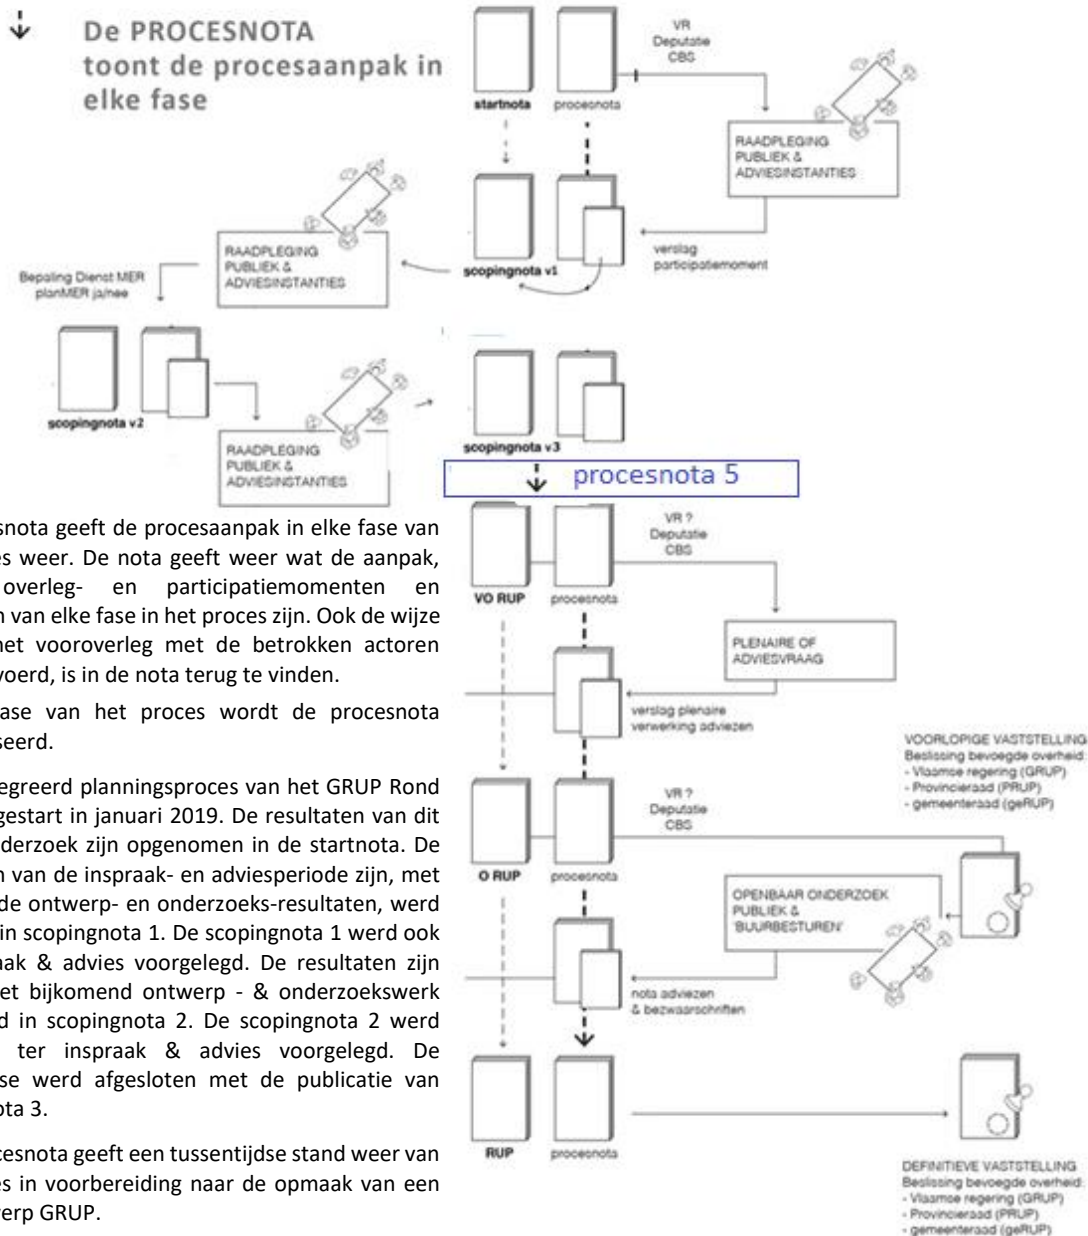 De PROCESNOTA
toont de procesaanpak in
elke fase
startnota
procesnota
VR
Deputatie
CBS
RAADPLEGING
PUBLIEK &
ADVIESINSTANTIES
verslag
participatiemoment
scopingnota v1
RAADPLEGING
PUBLIEK &
ADVIESINSTANTIES
Bepaling Dienst MER
planMER ja/nee
scopingnota v2
RAADPLEGING
PUBLIEK &
ADVIESINSTANTIES
scopingnota v3
procesnota 5
snota geeft de procesaanpak in elke fase van
es weer. De nota geeft weer wat de aanpak,
overleg- en participatiemomenten en
van elke fase in het proces zijn. Ook de wijze
het vooroverleg met de betrokken actoren
voerd, is in de nota terug te vinden.
ase van het proces wordt de procesnota
seerd.
egreerd planningsproces van het GRUP Rond
gestart in januari 2019. De resultaten van dit
derzoek zijn opgenomen in de startnota. De
n van de inspraak- en adviesperiode zijn, met
de ontwerp- en onderzoeks-resultaten, werd
in scopingnota 1. De scopingnota 1 werd ook
aak & advies voorgelegd. De resultaten zijn
et bijkomend ontwerp - & onderzoekswerk
d in scopingnota 2. De scopingnota 2 werd
ter inspraak & advies voorgelegd. De
se werd afgesloten met de publicatie van
ota 3.
cesnota geeft een tussentijdse stand weer van
es in voorbereiding naar de opmaak van een
werp GRUP.
VO RUP
procesnota
VR ?
Deputatie
CBS
PLENAIRE OF
ADVIESVRAAG
verslag plenaire
verwerking adviezen
VOORLOPIGE VASTSTELLING
Beslissing bevoegde overheid:
- Vlaamse regering (GRUP)
- Provincieraad (PRUP)
- gemeenteraad (geRUP)
O RUP
procesnota
VR ?
Deputatie
CBS
OPENBAAR ONDERZOEK
PUBLIEK &
'BUURBESTUREN'
nota adviezen
& bezwaarschriften
RUP
procesnota
DEFINITIEVE VASTSTELLING
Beslissing bevoegde overheid:
- Vlaamse regering (GRUP)
- Provincieraad (PRUP)
- gemeenteraad (geRUP)